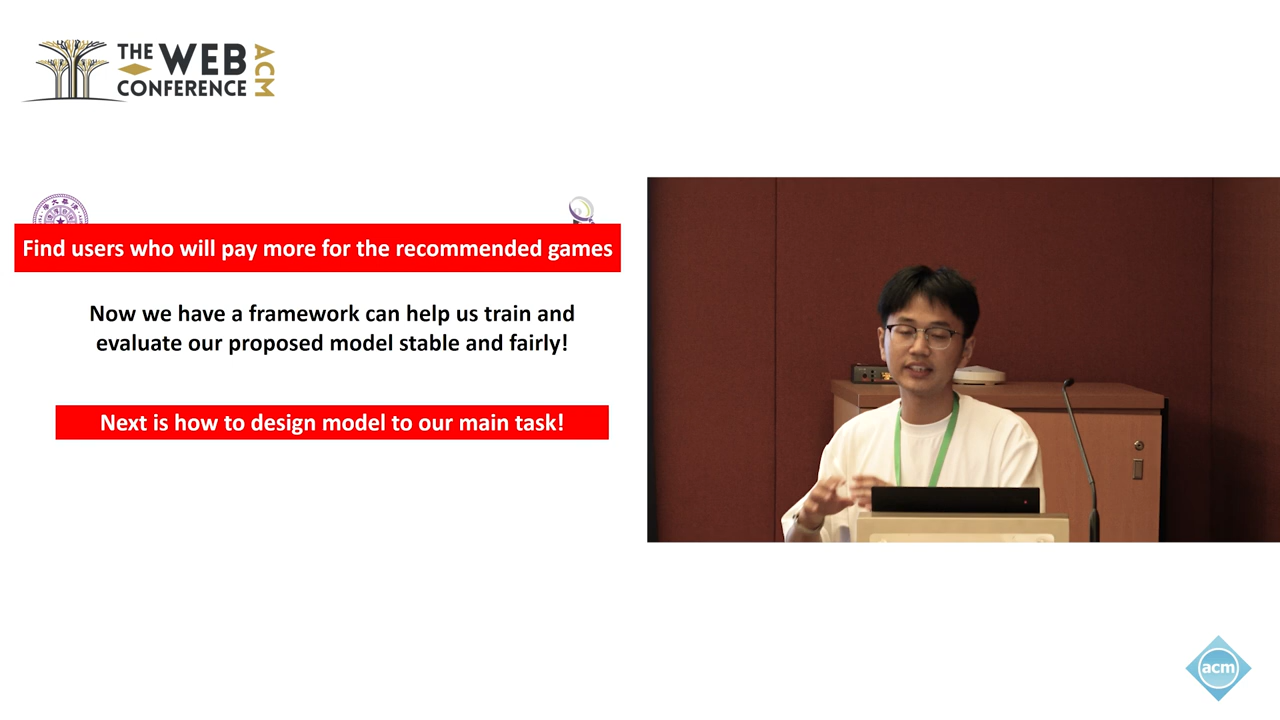 THE WEB
CONFERENCE
ACM
Find users who will pay more for the recommended games
Now we have a framework can help us train and
evaluate our proposed model stable and fairly!
Next is how to design model to our main task!
acm